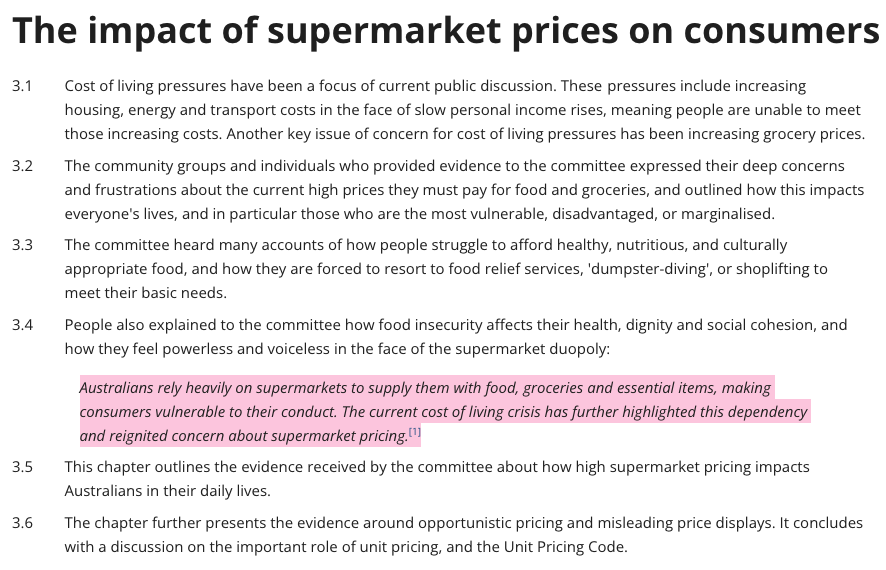 The impact of supermarket prices on consumers
3.1 Cost of living pressures have been a focus of current public discussion. These pressures include increasing
housing, energy and transport costs in the face of slow personal income rises, meaning people are unable to meet
those increasing costs. Another key issue of concern for cost of living pressures has been increasing grocery prices.
3.2 The community groups and individuals who provided evidence to the committee expressed their deep concerns
and frustrations about the current high prices they must pay for food and groceries, and outlined how this impacts
everyone's lives, and in particular those who are the most vulnerable, disadvantaged, or marginalised.
3.3 The committee heard many accounts of how people struggle to afford healthy, nutritious, and culturally
appropriate food, and how they are forced to resort to food relief services, 'dumpster-diving', or shoplifting to
meet their basic needs.
3.4 People also explained to the committee how food insecurity affects their health, dignity and social cohesion, and
how they feel powerless and voiceless in the face of the supermarket duopoly:
Australians rely heavily on supermarkets to supply them with food, groceries and essential items, making
consumers vulnerable to their conduct. The current cost of living crisis has further highlighted this dependency
and reignited concern about supermarket pricing.[1]
3.5 This chapter outlines the evidence received by the committee about how high supermarket pricing impacts
Australians in their daily lives.
3.6 The chapter further presents the evidence around opportunistic pricing and misleading price displays. It concludes
with a discussion on the important role of unit pricing, and the Unit Pricing Code.